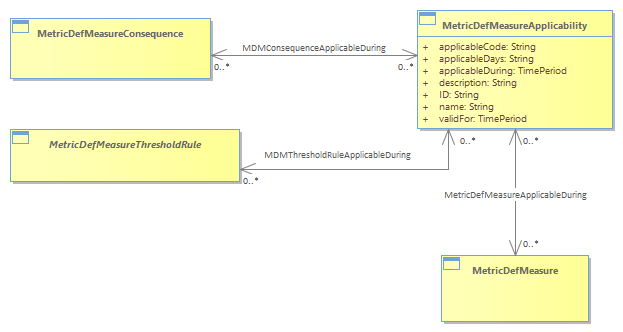 MetricDefMeasureConsequence
MDMConsequenceApplicableDuring
0..*
0..*
MetricDefMeasureApplicability
+ applicableCode: String
+ applicableDays: String
+ applicableDuring: TimePeriod
+ description: String
+ ID: String
+ name: String
+ validFor: TimePeriod
MetricDefMeasureThresholdRule
MDMThresholdRuleApplicableDuring
0..*
0..*
0..*
MetricDefMeasureApplicableDuring
0..*
MetricDefMeasure